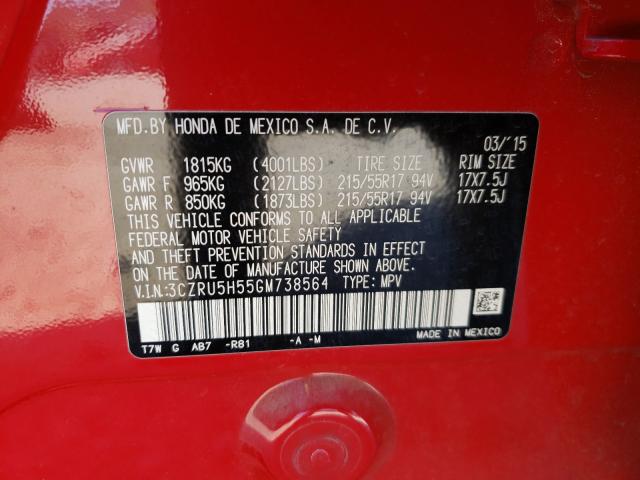 MFD.BY HONDA DE MEXICO S.A. DE C.V.
03/'15
GVWR 1815KG (4001LBS) TIRE SIZE RIM SIZE
GAWR F 965KG (2127LBS) 215/55R17 94V 17X7.5J
GAWR R 850KG (1873LBS) 215/55R17 94V 17X7.5J
THIS VEHICLE CONFORMS TO ALL APPLICABLE
FEDERAL MOTOR VEHICLE SAFETY
AND THEFT PREVENTION STANDARDS IN EFFECT
ON THE DATE OF MANUFACTURE SHOWN ABOVE.
V.I.N:3CZRU5H55GM738564 TYPE: MPV
T7W G AB7 -R81 -A -M
MADE IN MEXICO